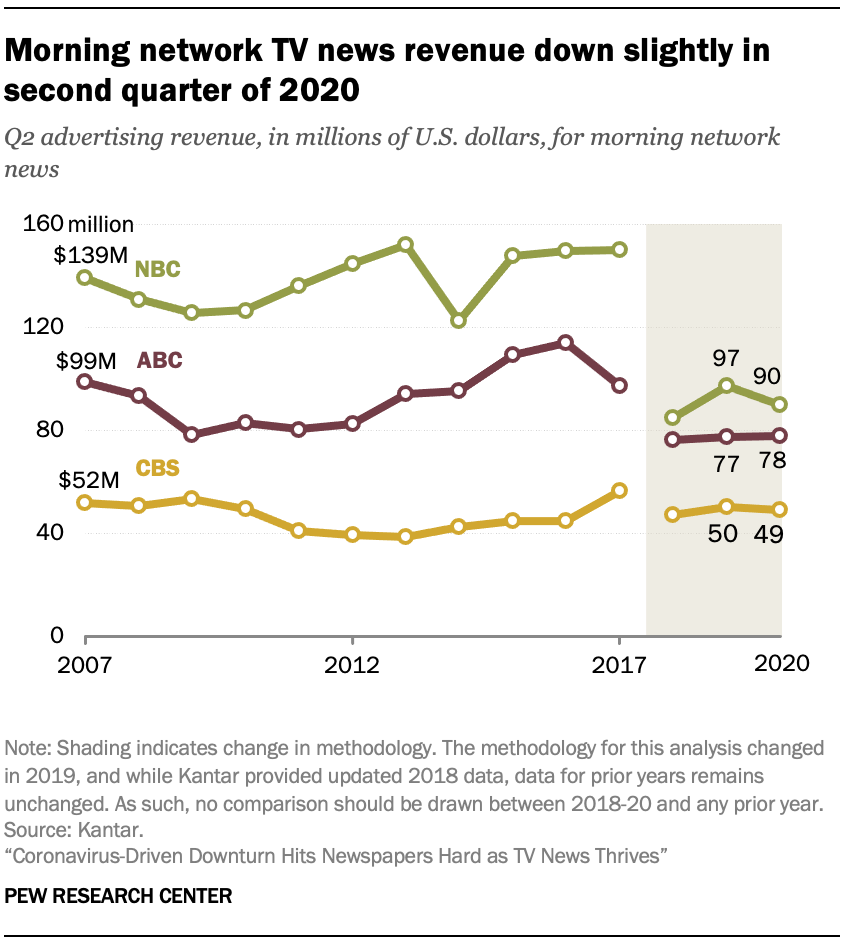 Morning network TV news revenue down slightly in
second quarter of 2020
Q2 advertising revenue, in millions of U.S. dollars, for morning network
news
160 million
$139M
NBC
120
$99M
ABC
97
90
80
77
78
$52M
CBS
40
50
49
0
2007
2012
2017
2020
Note: Shading indicates change in methodology. The methodology for this analysis changed
in 2019, and while Kantar provided updated 2018 data, data for prior years remains
unchanged. As such, no comparison should be drawn between 2018-20 and any prior year.
Source: Kantar.
“Coronavirus-Driven Downturn Hits Newspapers Hard as TV News Thrives”
PEW RESEARCH CENTER